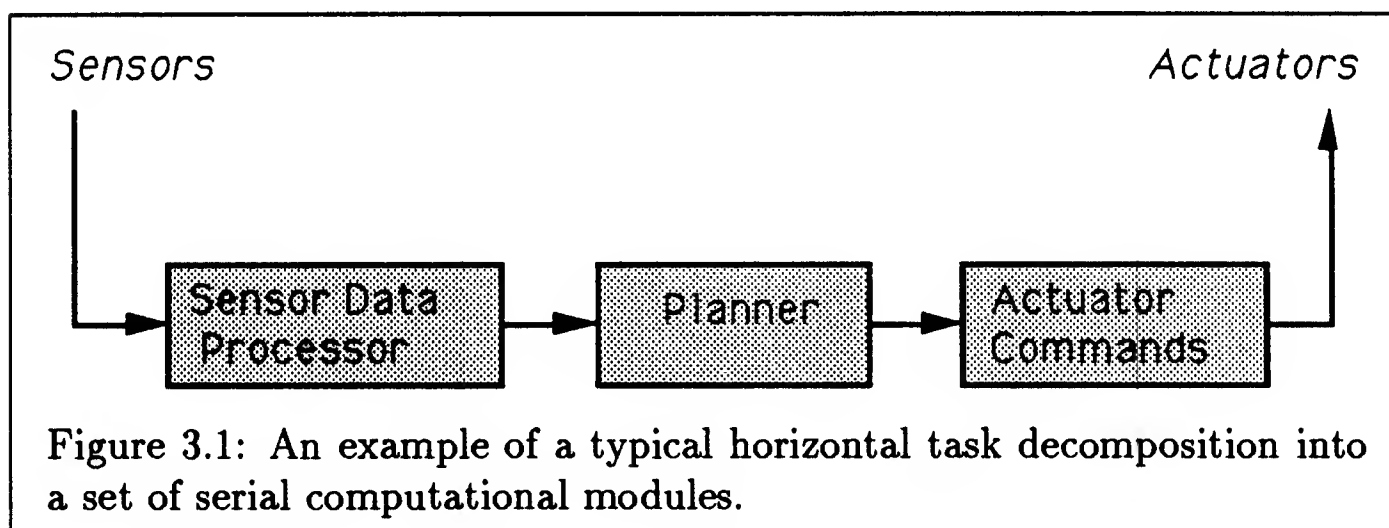 Sensors
Actuators
Sensor Data
Processor
Planner
Actuator
Commands
Figure 3.1: An example of a typical horizontal task decomposition into
a set of serial computational modules.